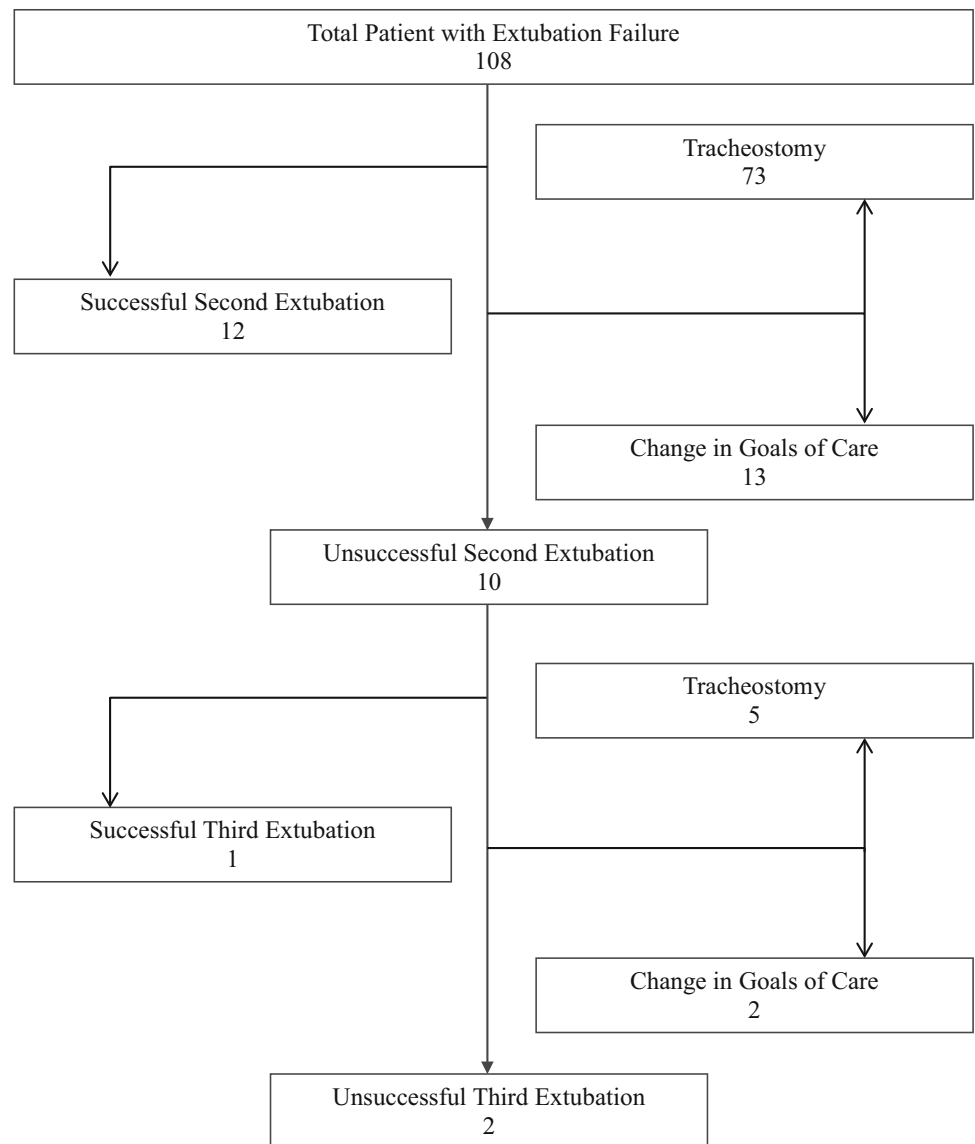 Total Patient with Extubation Failure
108
Tracheostomy
73
Successful Second Extubation
12
Change in Goals of Care
13
Unsuccessful Second Extubation
10
Tracheostomy
5
Successful Third Extubation
1
Change in Goals of Care
2
Unsuccessful Third Extubation
2